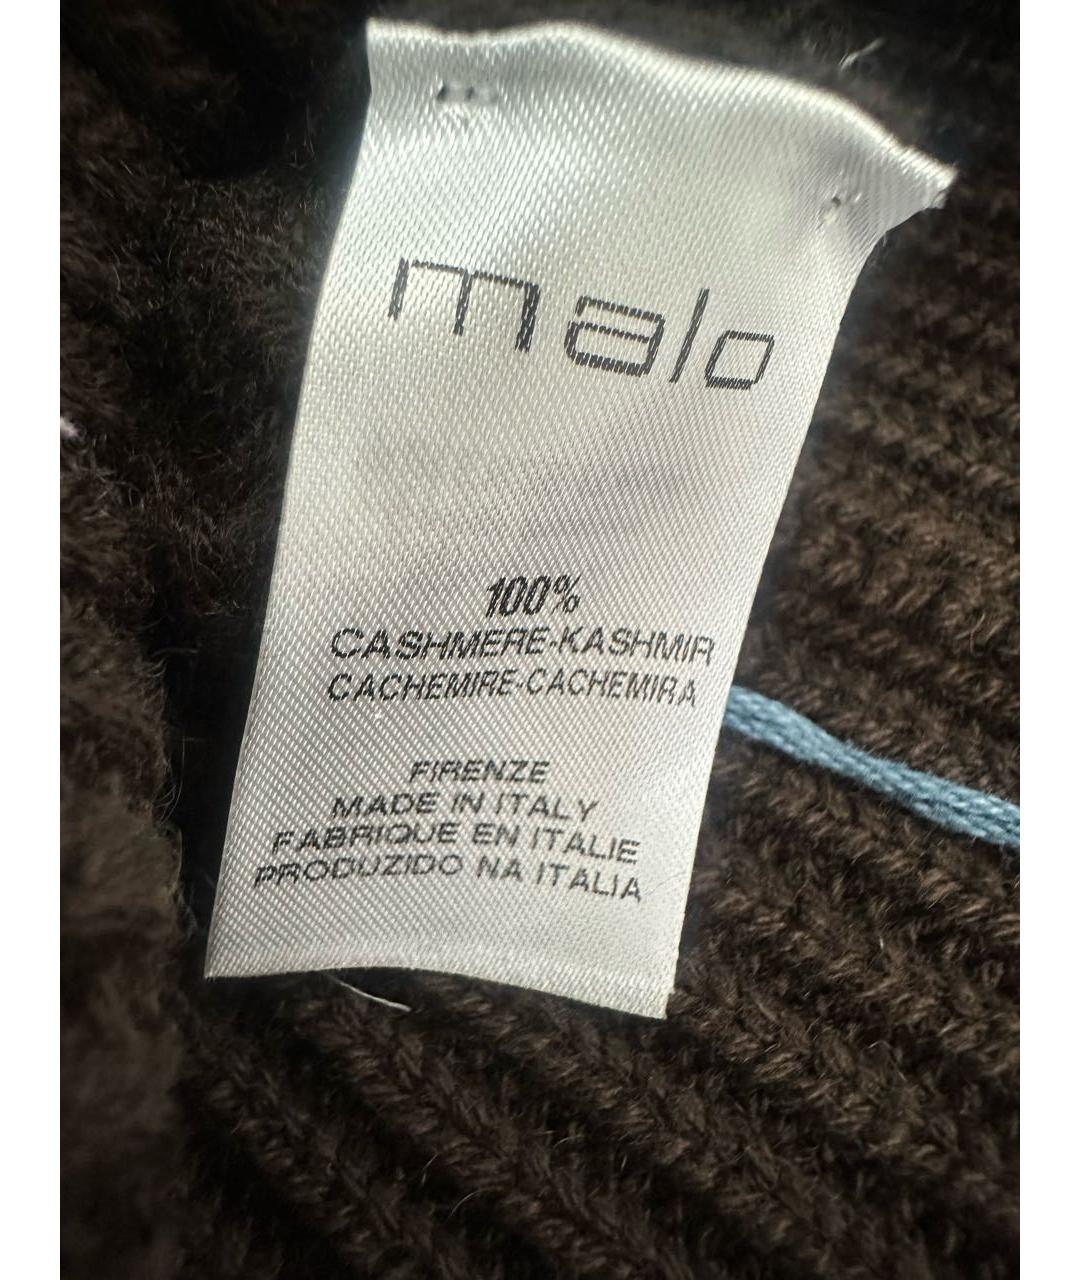 malo
100%
CASHMERE-KASHMIR
CACHEMIRE-CACHEMIRA
FIRENZE
MADE IN ITALY
FABRIQUE EN ITALIE
PRODUZIDO NA ITALIA